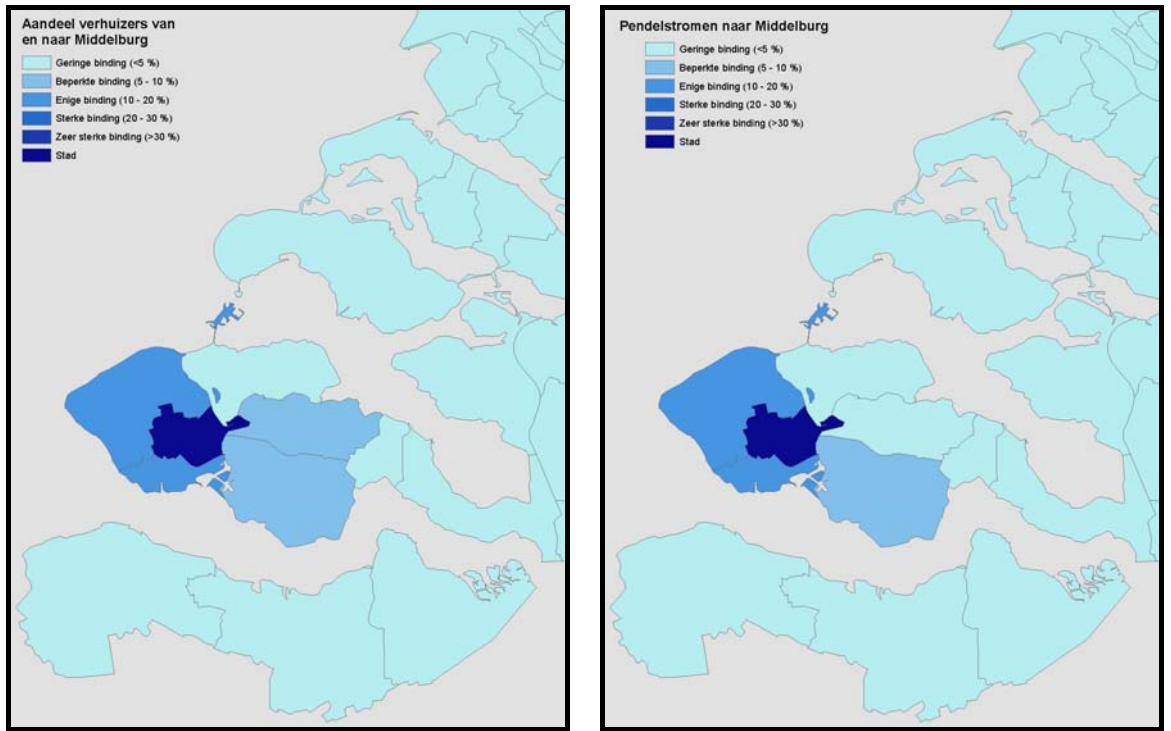 Aandeel verhuizers van
en naar Middelburg
Geringe binding (<5 %)
Beperkte binding (5 - 10 %)
Enige binding (10 - 20 %)
Sterke binding (20 - 30 %)
Zeer sterke binding (>30 %)
Stad
Pendelstromen naar Middelburg
Geringe binding (<5 %)
Beperkte binding (5 - 10 %)
Enige binding (10 - 20 %)
Sterke binding (20 - 30 %)
Zeer sterke binding (>30 %)
Stad